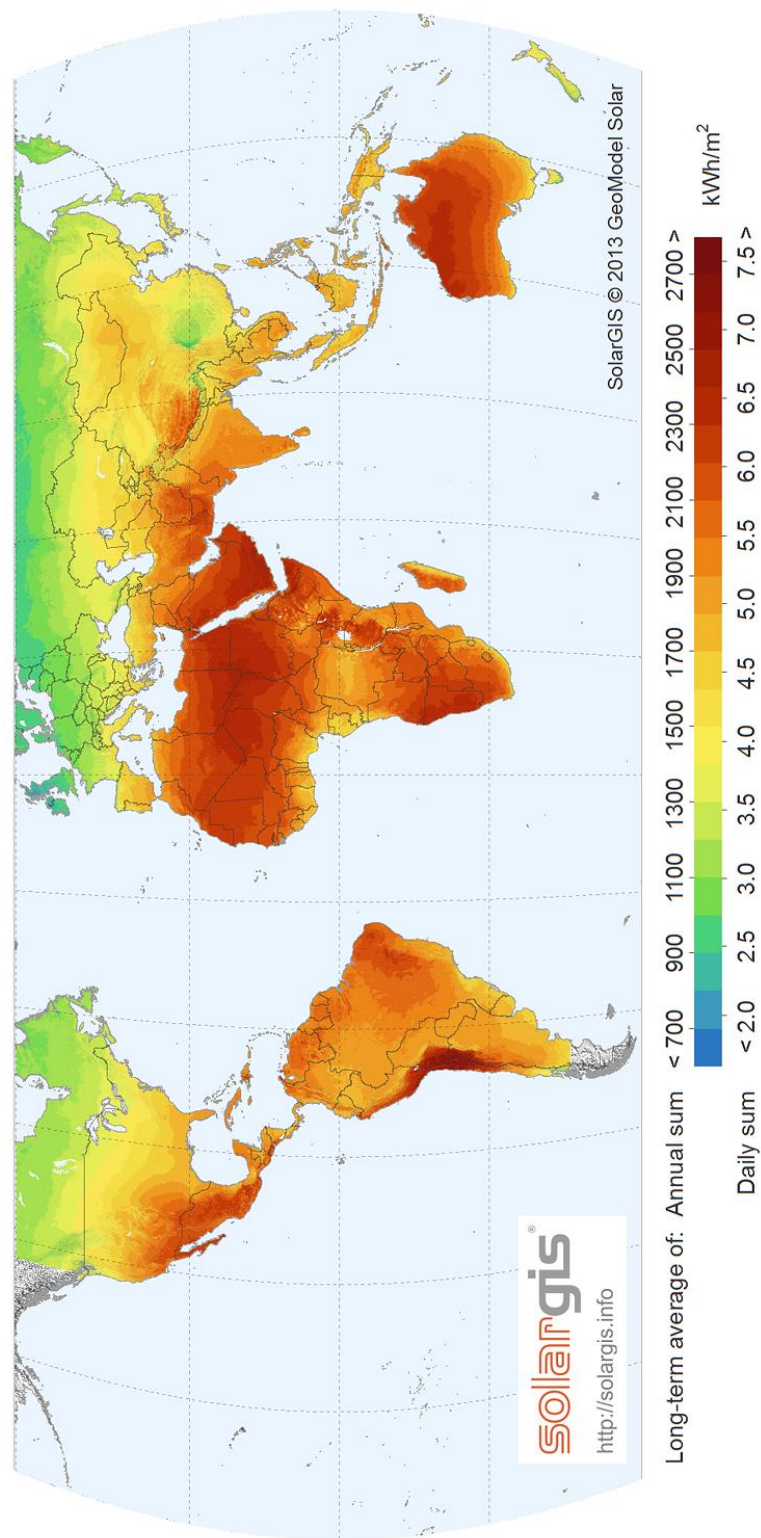 SolarGIS © 2013 GeoModel Solar
solargis®
http://solargis.info
Long-term average of: Annual sum < 700 900 1100 1300 1500 1700 1900 2100 2300 2500 2700 >
kWh/m²
Daily sum < 2.0 2.5 3.0 3.5 4.0 4.5 5.0 5.5 6.0 6.5 7.0 7.5 >